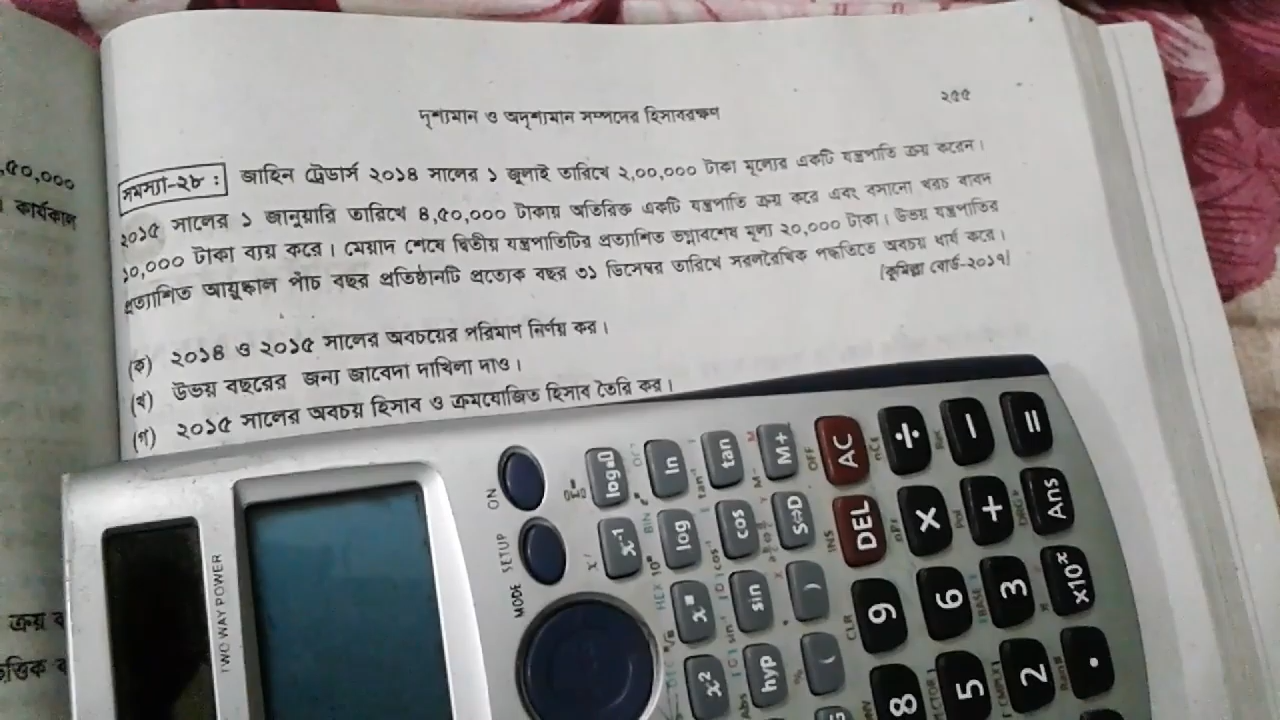 ,৫০,০০০
কার্যকাল
ক্রয় ব
২৫৫
দৃশ্যমান ও অদৃশ্যমান সম্পদের হিসাবরক্ষণ
সমস্যা-২৮ : আহিন ট্রেডার্স ২০১৪ সালের ১ জুলাই তারিখে ২,০০,০০০ টাকা মূল্যের একটি যন্ত্রপাতি ক্রয় করেন।
২০১৫ সালের ১ জানুয়ারি তারিখে ৪,৫০,০০০ টাকায় অতিরিক্ত একটি যন্ত্রপাতি ক্রয় করে এবং বসানো খরচ বাবদ
১০,০০০ টাকা ব্যয় করে। মেয়াদ শেষে দ্বিতীয় যন্ত্রপাতিটির প্রত্যাশিত ভগ্নাবশেষ মূল্য ২০,০০০ টাকা। উভয় যন্ত্রপাতির
প্রত্যাশিত আয়ুষ্কাল পাঁচ বছর প্রতিষ্ঠানটি প্রত্যেক বছর ৩১ ডিসেম্বর তারিখে সরলরৈখিক পদ্ধতিতে অবচয় ধার্য করে।
[কুমিল্লা বোর্ড-২০১৭]
(ক) ২০১৪ ও ২০১৫ সালের অবচয়ের পরিমাণ নির্ণয় কর।
(খ) উভয় বছরের জন্য জাবেদা দাখিলা দাও।
(গ) ২০১৫ সালের অবচয় হিসাব ও ক্রমযোজিত হিসাব তৈরি কর।
TWO WAY POWER
MODE SETUP ON
log ln tan M+ AC ÷ − =
x⁻¹ log cos S⇔D DEL × + Ans
xⁿ sin ) 9 6 3 x10ˣ
x² hyp ( 8 5 2 .